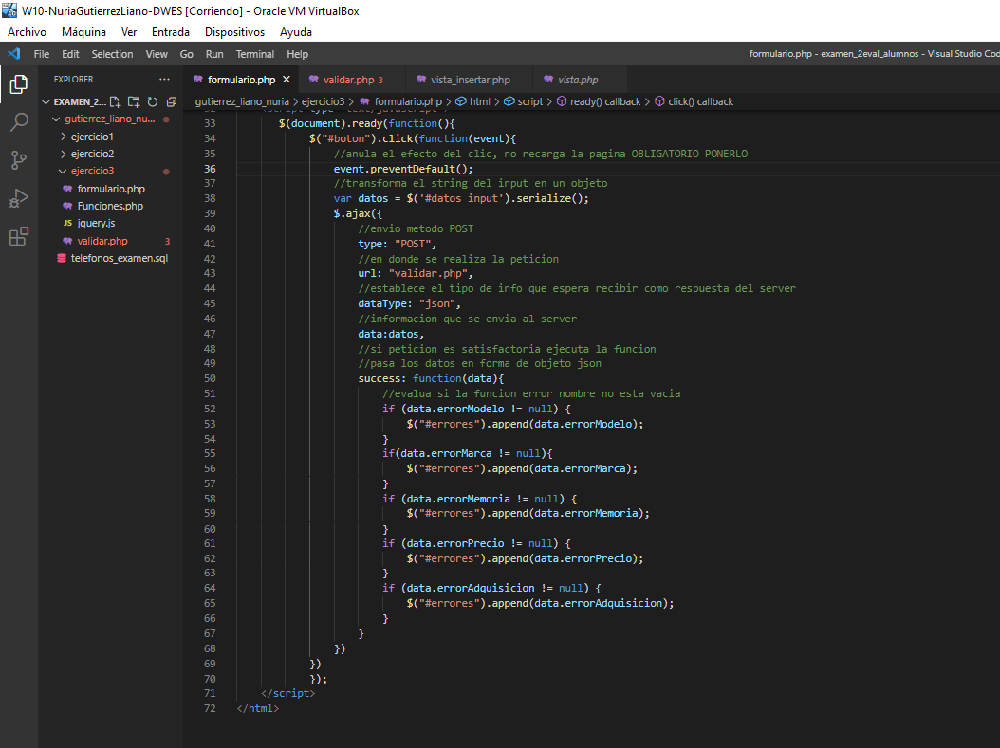 W10-NuriaGutierrezLiano-DWES [Corriendo] - Oracle VM VirtualBox
Archivo Máquina Ver Entrada Dispositivos Ayuda
File Edit Selection View Go Run Terminal Help formulario.php - examen_2eval_alumnos - Visual Studio Cod
EXPLORER ··· formulario.php × validar.php 3 vista_insertar.php vista.php
EXAMEN_2... gutierrez_liano_nuria > ejercicio3 > formulario.php > html > script > ready() callback > click() callback
gutierrez_liano_nu...
ejercicio1
ejercicio2
ejercicio3
formulario.php
Funciones.php
JS jquery.js
validar.php 3
telefonos_examen.sql
32 <script type="text/javascript">
33 $(document).ready(function(){
34 $("#boton").click(function(event){
35 //anula el efecto del clic, no recarga la pagina OBLIGATORIO PONERLO
36 event.preventDefault();
37 //transforma el string del input en un objeto
38 var datos = $('#datos input').serialize();
39 $.ajax({
40 //envio metodo POST
41 type: "POST",
42 //en donde se realiza la peticion
43 url: "validar.php",
44 //establece el tipo de info que espera recibir como respuesta del server
45 dataType: "json",
46 //informacion que se envia al server
47 data:datos,
48 //si peticion es satisfactoria ejecuta la funcion
49 //pasa los datos en forma de objeto json
50 success: function(data){
51 //evalua si la funcion error nombre no esta vacia
52 if (data.errorModelo != null) {
53 $("#errores").append(data.errorModelo);
54 }
55 if(data.errorMarca != null){
56 $("#errores").append(data.errorMarca);
57 }
58 if (data.errorMemoria != null) {
59 $("#errores").append(data.errorMemoria);
60 }
61 if (data.errorPrecio != null) {
62 $("#errores").append(data.errorPrecio);
63 }
64 if (data.errorAdquisicion != null) {
65 $("#errores").append(data.errorAdquisicion);
66 }
67 }
68 })
69 })
70 });
71 </script>
72 </html>